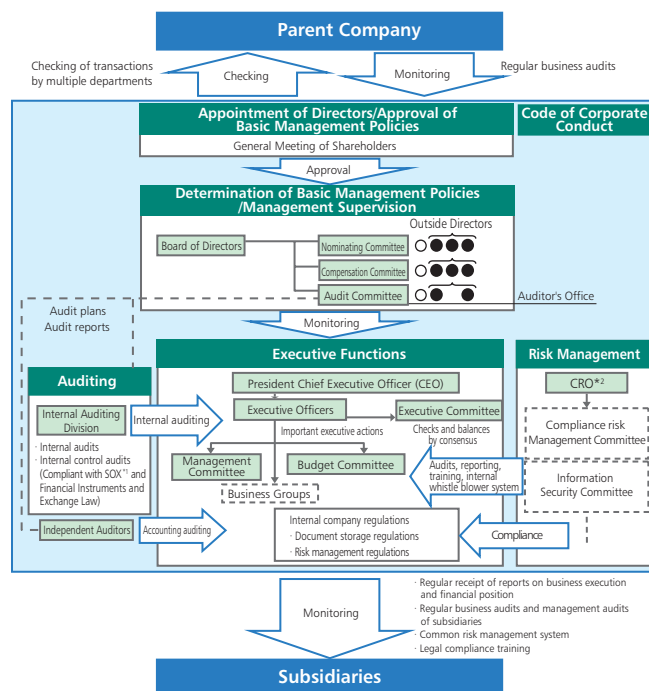 Parent Company
Checking of transactions
by multiple departments
Checking
Monitoring
Regular business audits
Appointment of Directors/Approval of
Basic Management Policies
General Meeting of Shareholders
Code of Corporate
Conduct
Approval
Determination of Basic Management Policies
/Management Supervision
Outside Directors
Board of Directors
Nominating Committee
Compensation Committee
Audit Committee
Auditor's Office
Audit plans
Audit reports
Monitoring
Executive Functions
Risk Management
Auditing
President Chief Executive Officer (CEO)
CRO*2
Internal Auditing
Division
Internal auditing
Executive Officers
Executive Committee
Important executive actions
Checks and balances
by consensus
Compliance risk
Management Committee
· Internal audits
· Internal control audits
(Compliant with SOX*1 and
Financial Instruments and
Exchange Law)
Management
Committee
Budget Committee
Audits, reporting,
training, internal
whistle blower system
Information
Security Committee
Business Groups
Independent Auditors
Accounting auditing
Internal company regulations
· Document storage regulations
· Risk management regulations
Compliance
Monitoring
· Regular receipt of reports on business execution
and financial position
· Regular business audits and management audits
of subsidiaries
· Common risk management system
· Legal compliance training
Subsidiaries